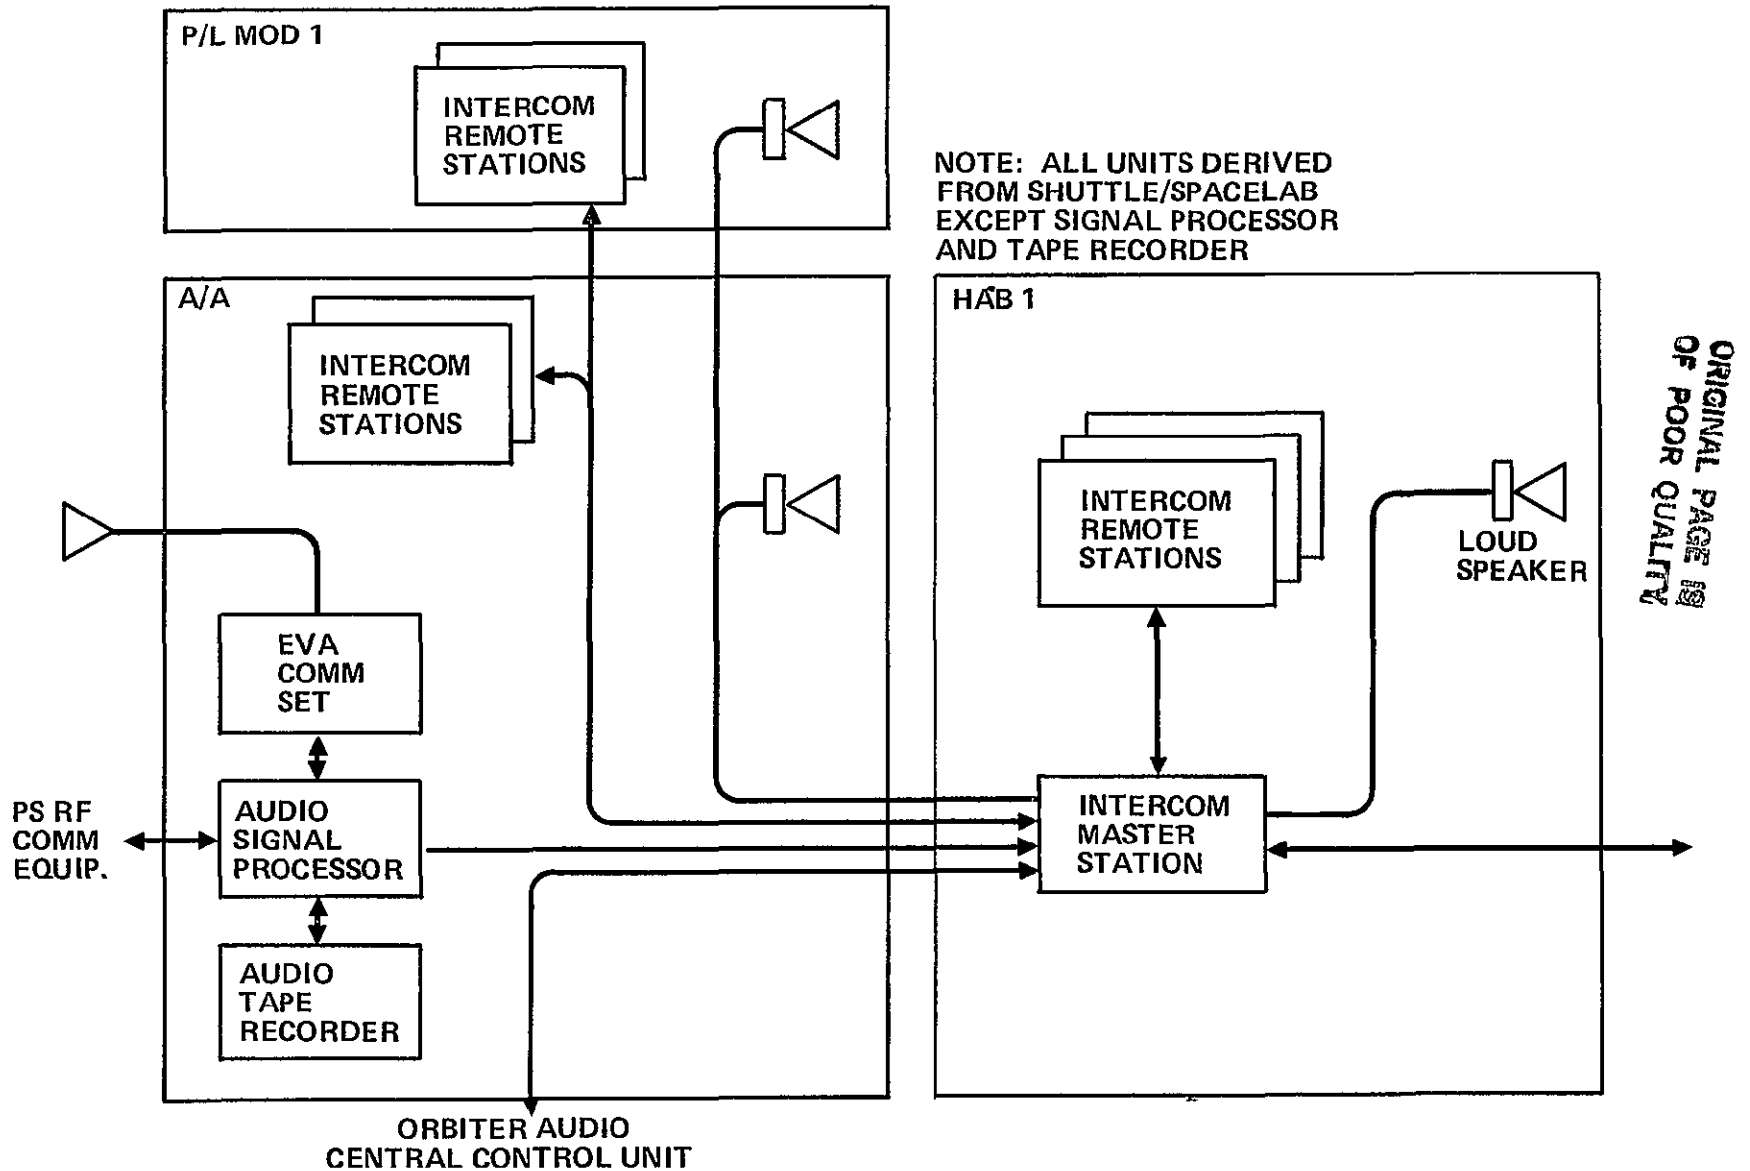 P/L MOD 1
INTERCOM
REMOTE
STATIONS
NOTE: ALL UNITS DERIVED
FROM SHUTTLE/SPACELAB
EXCEPT SIGNAL PROCESSOR
AND TAPE RECORDER
A/A
INTERCOM
REMOTE
STATIONS
EVA
COMM
SET
PS RF
COMM
EQUIP.
AUDIO
SIGNAL
PROCESSOR
AUDIO
TAPE
RECORDER
ORBITER AUDIO
CENTRAL CONTROL UNIT
HAB 1
INTERCOM
REMOTE
STATIONS
LOUD
SPEAKER
INTERCOM
MASTER
STATION
ORIGINAL PAGE IS
OF POOR QUALITY